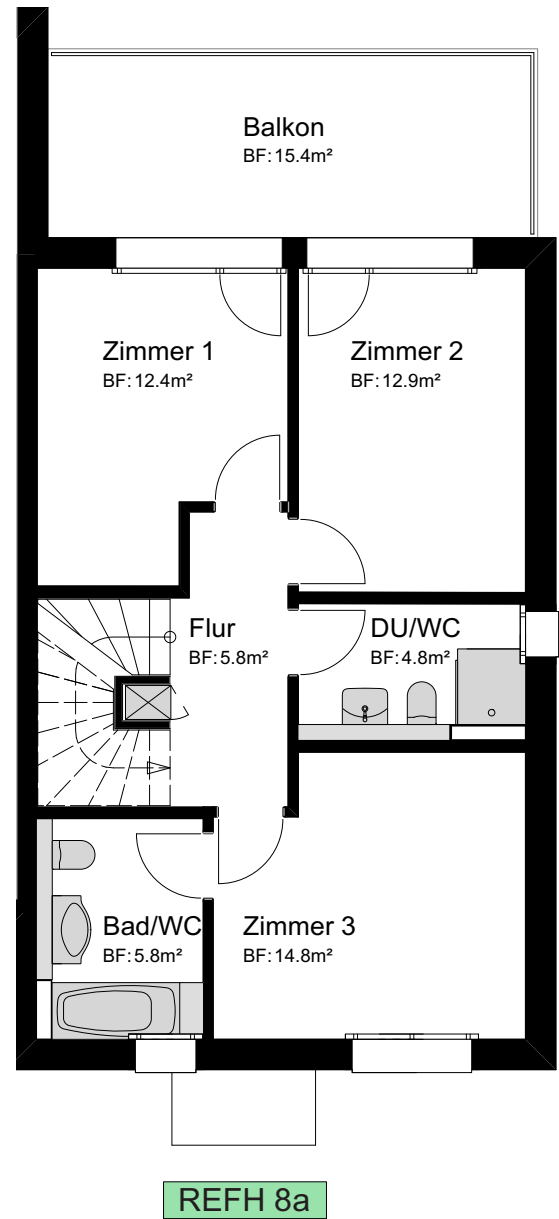 Balkon
BF: 15.4m²
Zimmer 1
BF: 12.4m²
Zimmer 2
BF: 12.9m²
Flur
BF: 5.8m²
DU/WC
BF: 4.8m²
Bad/WC
BF: 5.8m²
Zimmer 3
BF: 14.8m²
REFH 8a